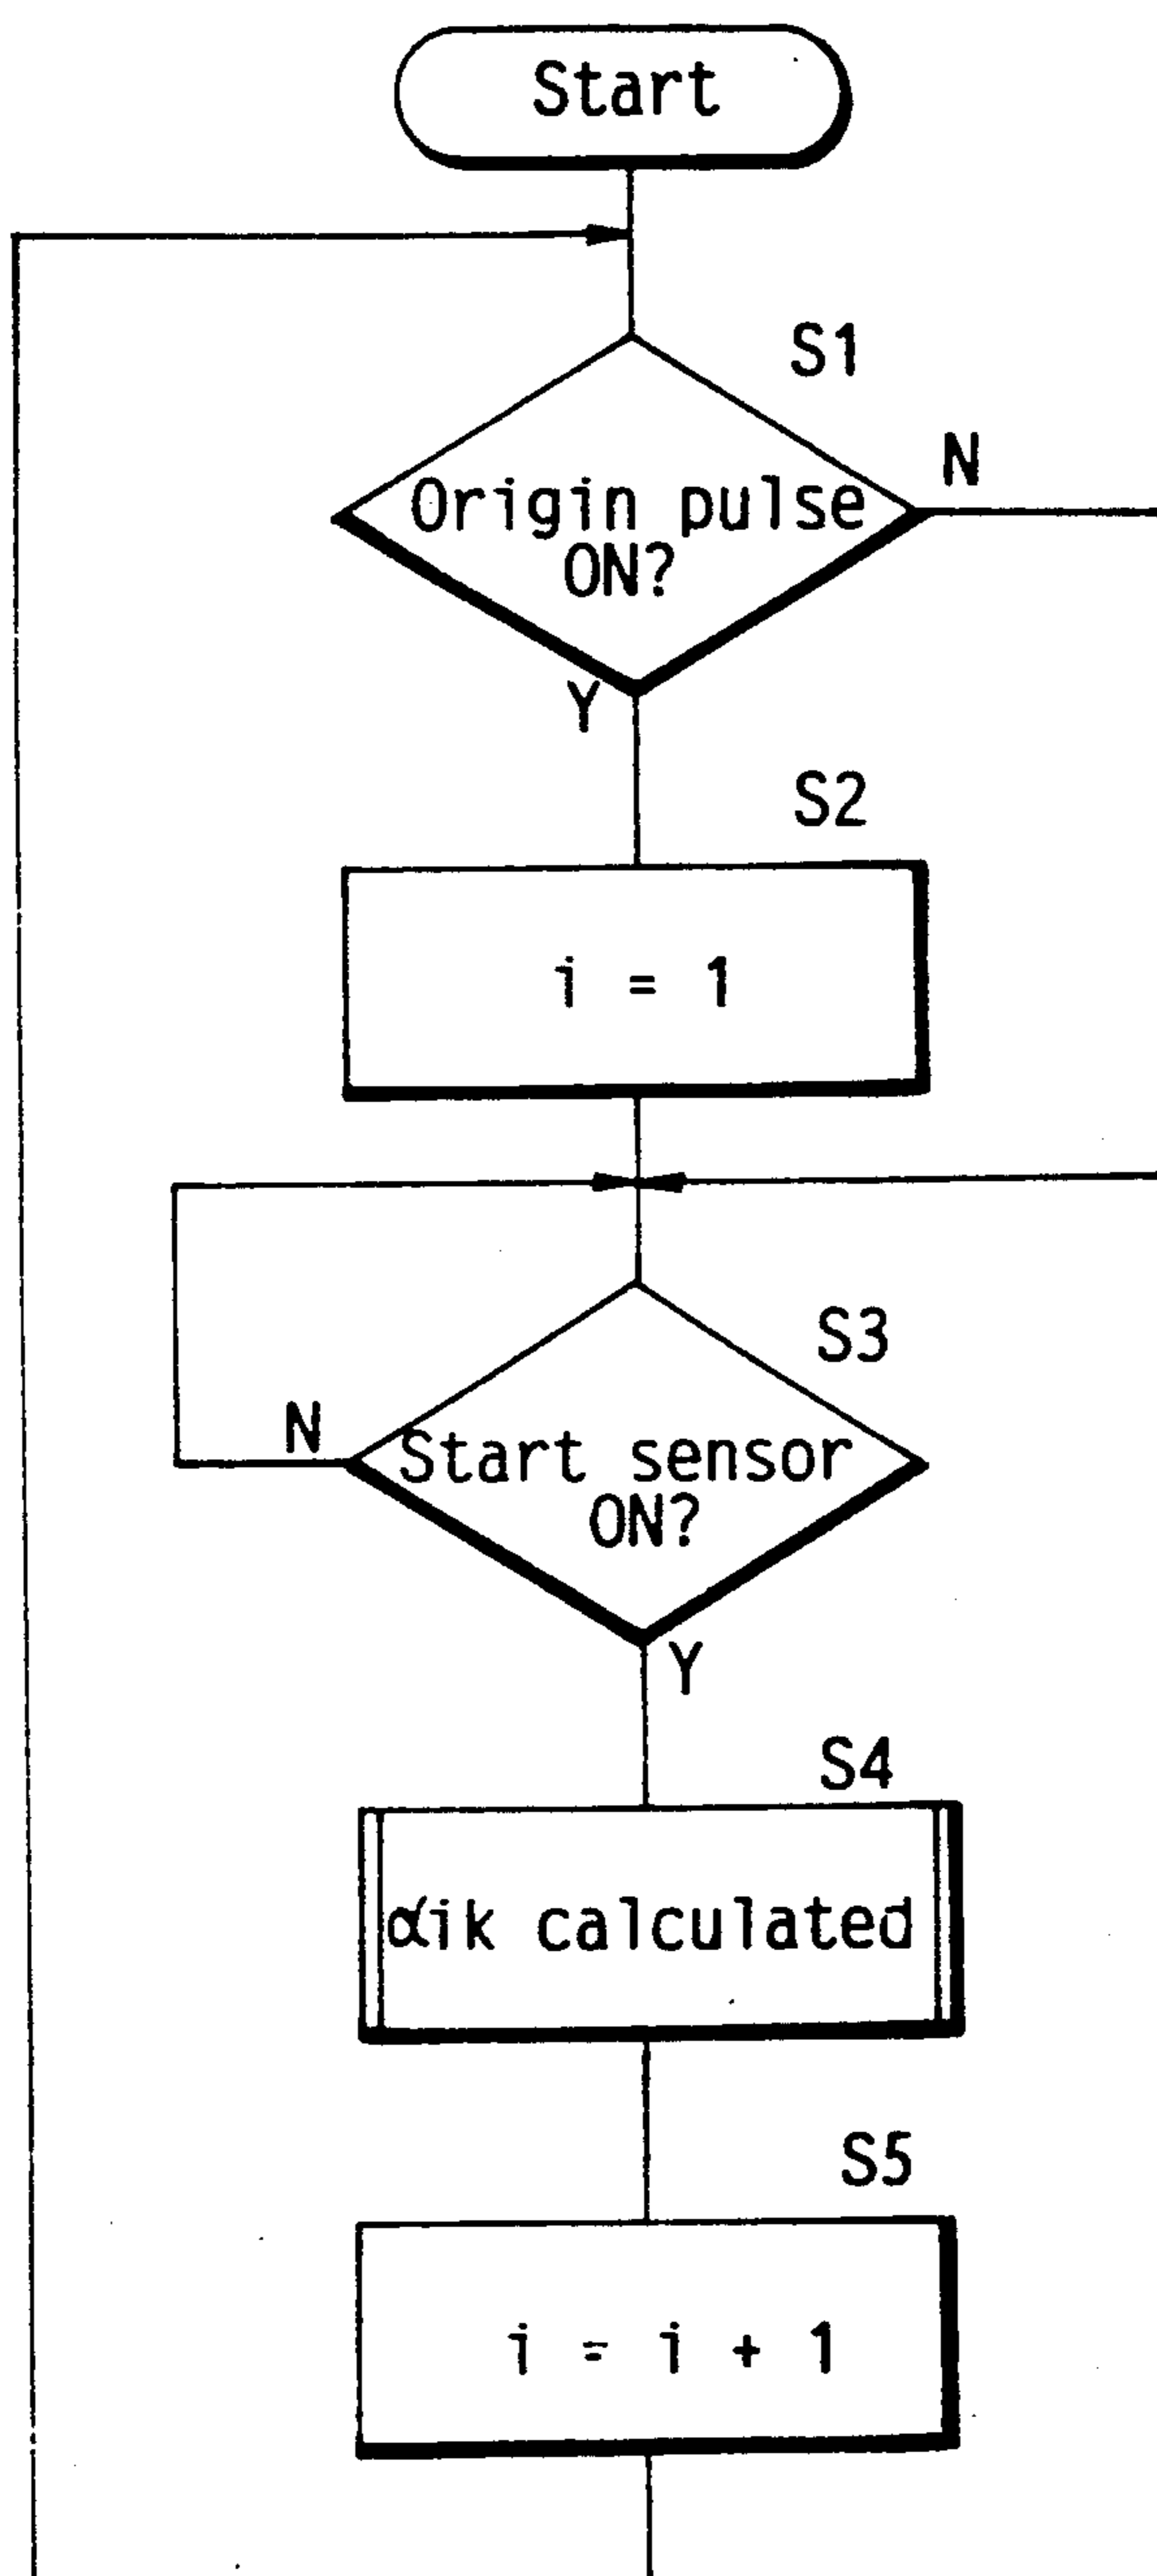 Start
S1
N
Origin pulse
ON?
Y
S2
i = 1
S3
N
Start sensor
ON?
Y
S4
αik calculated
S5
i = i + 1